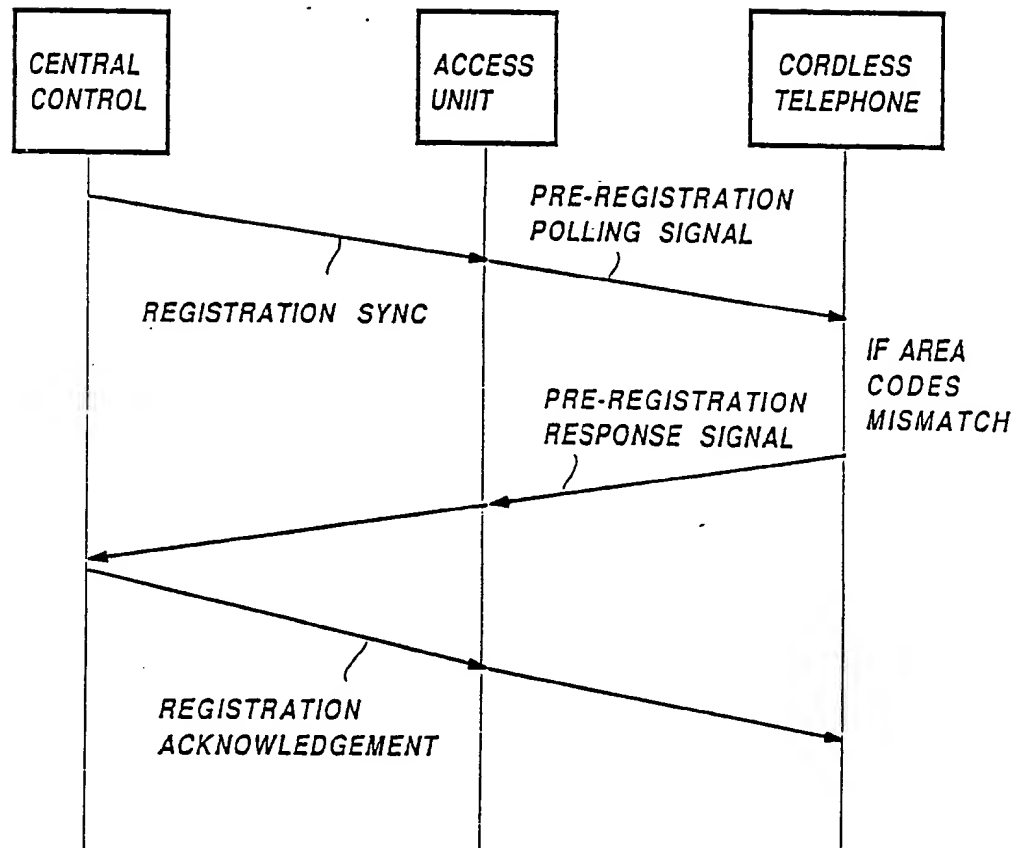 CENTRAL
CONTROL
ACCESS
UNIIT
CORDLESS
TELEPHONE
PRE-REGISTRATION
POLLING SIGNAL
REGISTRATION SYNC
IF AREA
CODES
MISMATCH
PRE-REGISTRATION
RESPONSE SIGNAL
REGISTRATION
ACKNOWLEDGEMENT